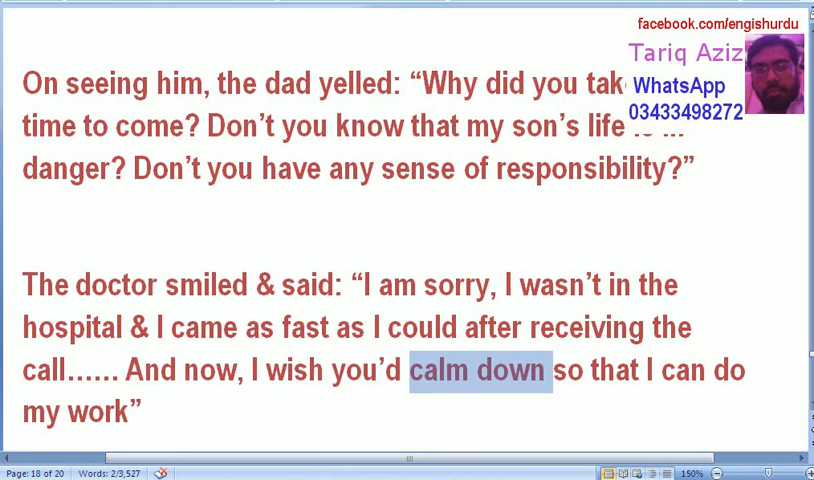 facebook.com/engishurdu
Tariq Aziz
WhatsApp
03433498272
On seeing him, the dad yelled: “Why did you
time to come? Don’t you know that my son’s life
danger? Don’t you have any sense of responsibility?”
The doctor smiled & said: “I am sorry, I wasn’t in the
hospital & I came as fast as I could after receiving the
call…… And now, I wish you’d calm down so that I can do
my work”
Page: 18 of 20 Words: 2/3,527 150%